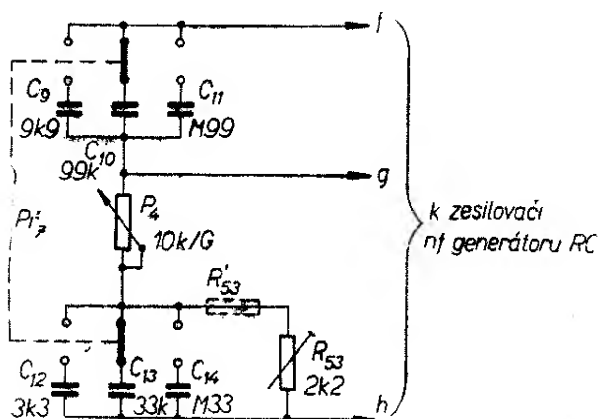 f
C9
9k9
C10
99k
C11
M99
g
P4
10k/G
Př7
k zesilovači
nf generátoru RC
R'53
R53
2k2
C12
3k3
C13
33k
C14
M33
h